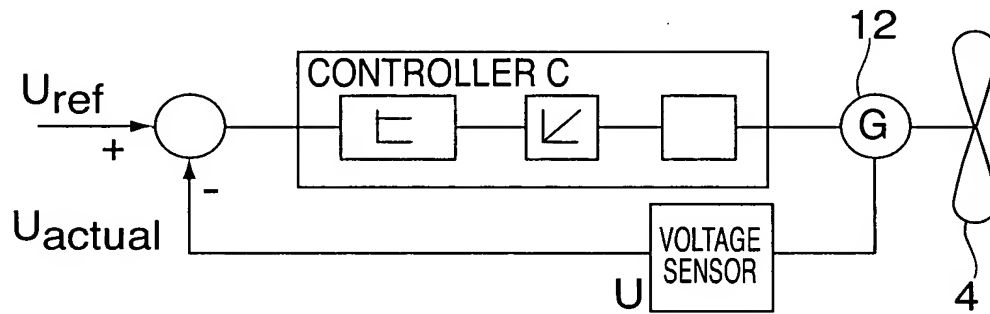 12
CONTROLLER C
Uref
+
G
-
Uactual
VOLTAGE
SENSOR
U
4